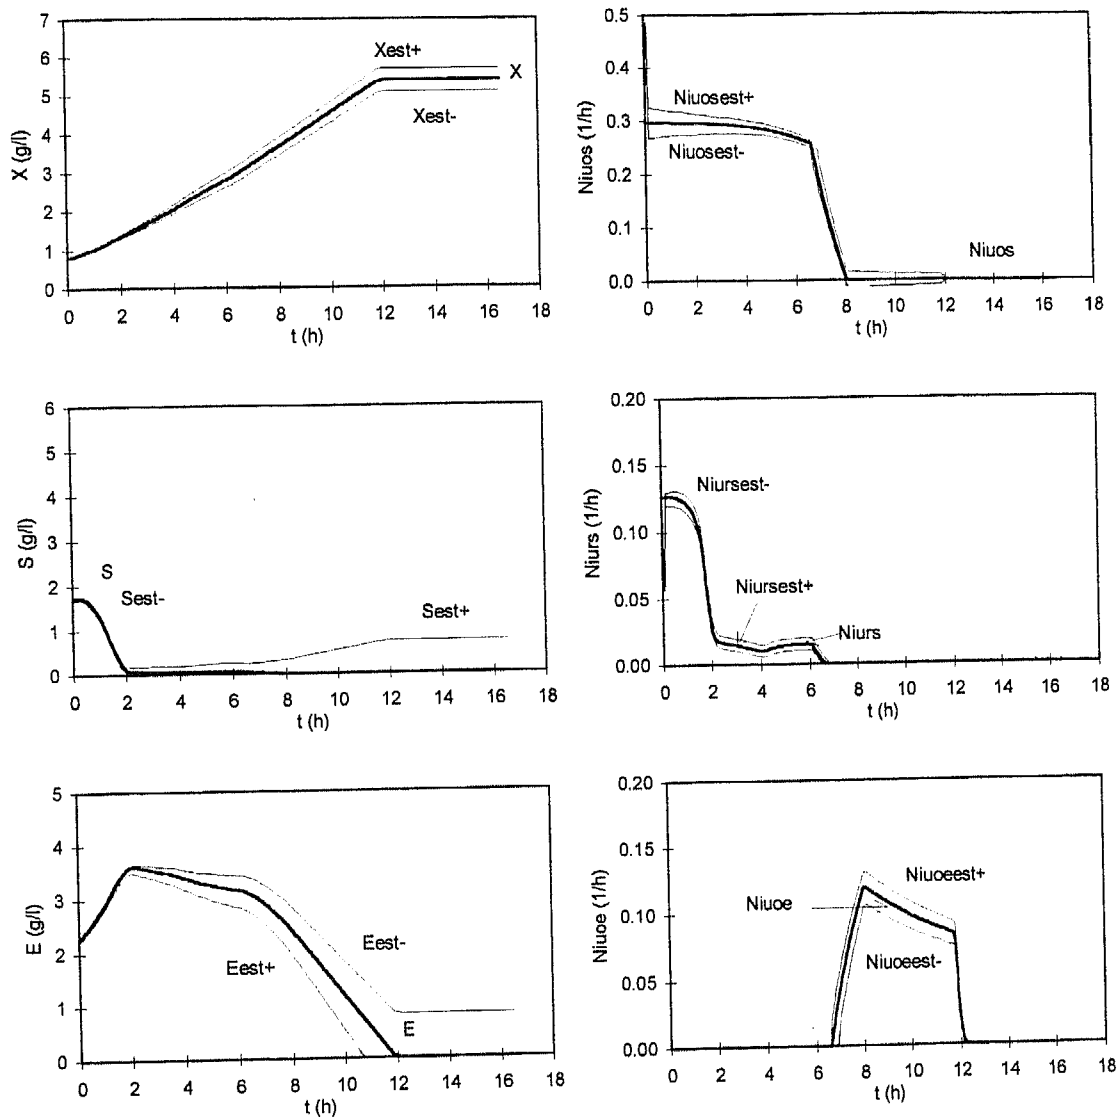 7
6
5
4
3
2
1
0
X (g/l)
Xest+
X
Xest-
0 2 4 6 8 10 12 14 16 18
t (h)
0.5
0.4
0.3
0.2
0.1
0.0
Niuos (1/h)
Niuosest+
Niuosest-
Niuos
0 2 4 6 8 10 12 14 16 18
t (h)
6
5
4
3
2
1
0
S (g/l)
S
Sest-
Sest+
0 2 4 6 8 10 12 14 16 18
t (h)
0.20
0.15
0.10
0.05
0.00
Niurs (1/h)
Niursest-
Niursest+
Niurs
0 2 4 6 8 10 12 14 16 18
t (h)
5
4
3
2
1
0
E (g/l)
Eest-
Eest+
E
0 2 4 6 8 10 12 14 16 18
t (h)
0.20
0.15
0.10
0.05
0.00
Niuoe (1/h)
Niuoeest+
Niuoe
Niuoeest-
0 2 4 6 8 10 12 14 16 18
t (h)